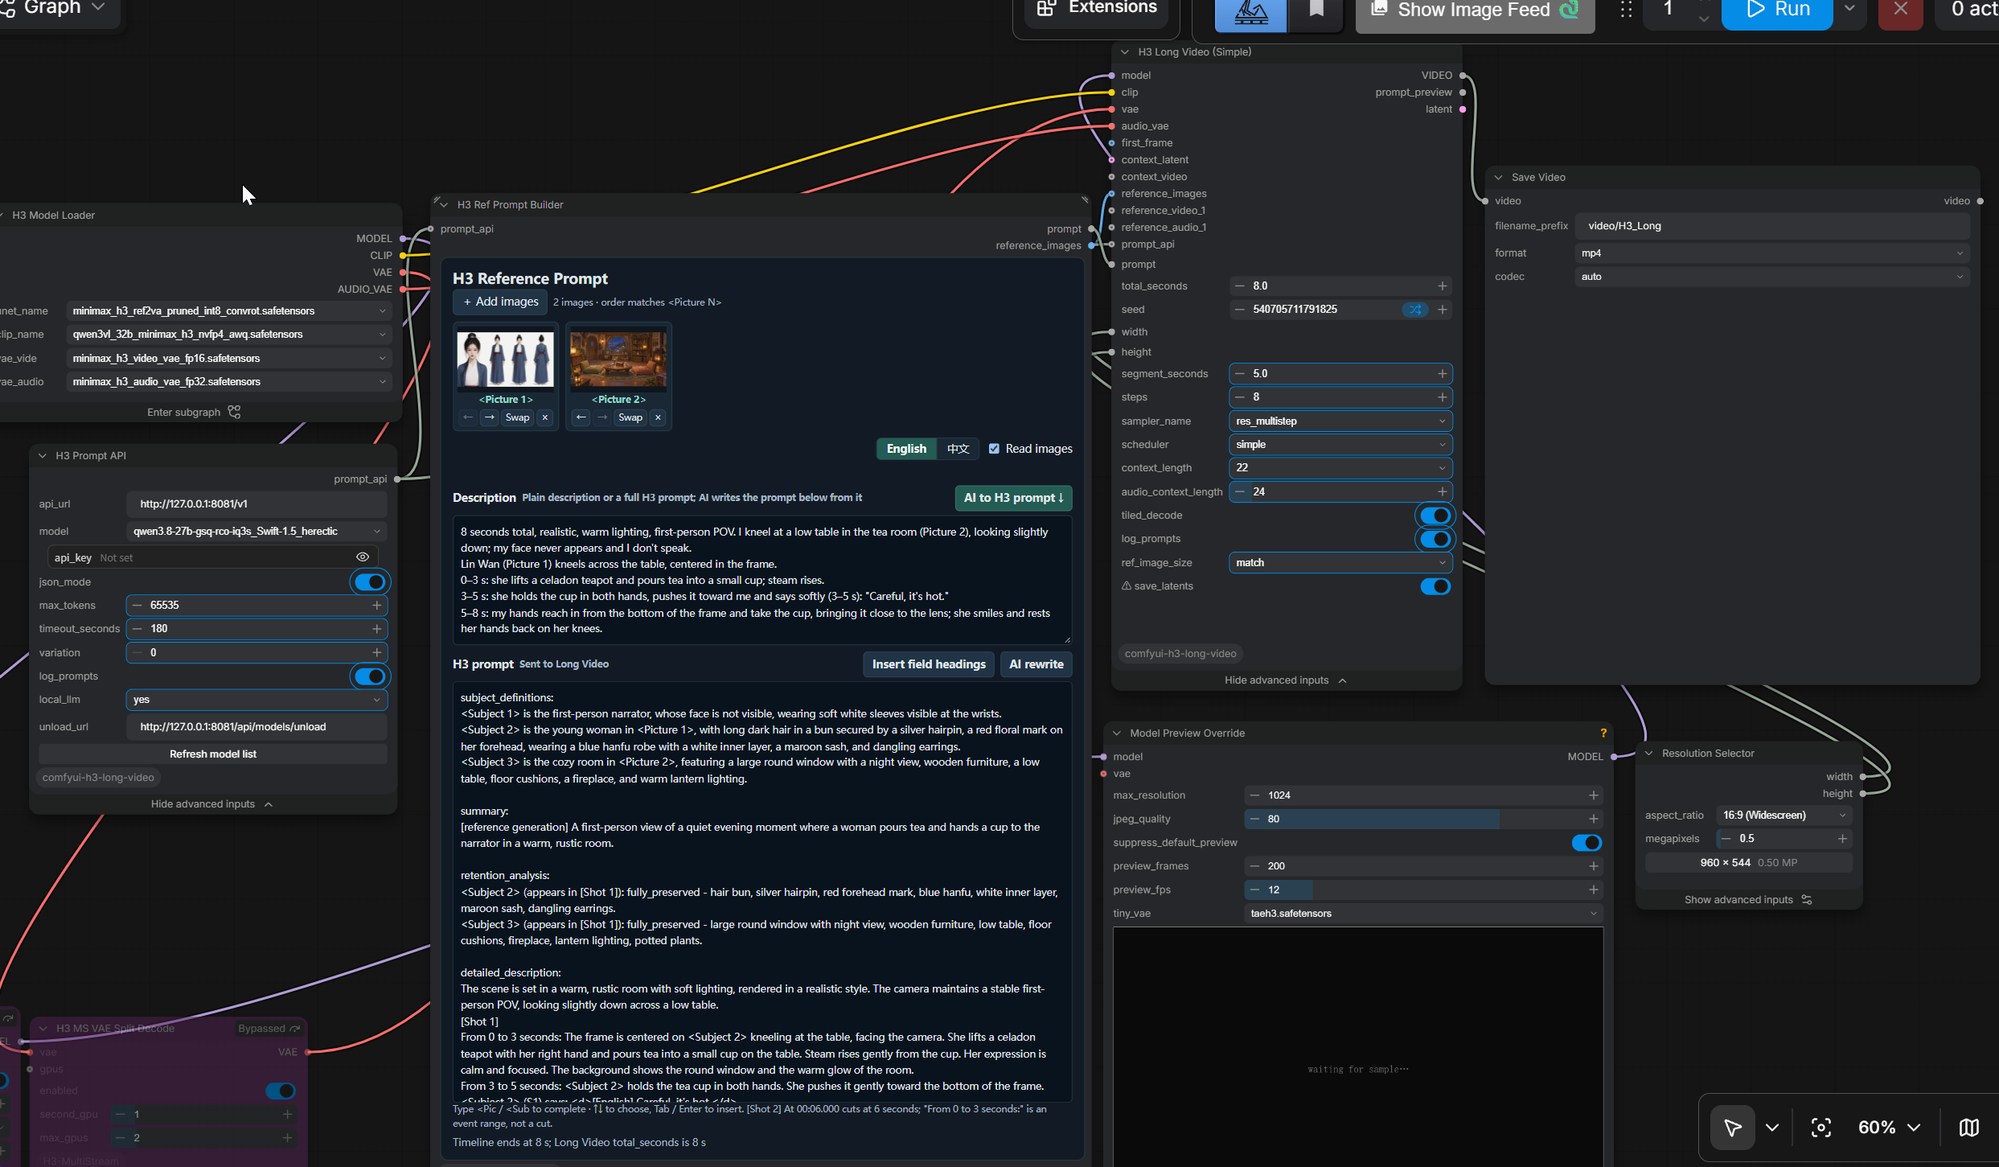 Graph
Extensions
Show Image Feed
1
Run
0 act
H3 Model Loader
MODEL
CLIP
VAE
AUDIO_VAE
net_name minimax_h3_ref2va_pruned_int8_convrot.safetensors
clip_name qwen3vl_32b_minimax_h3_nvfp4_awq.safetensors
ae_vide minimax_h3_video_vae_fp16.safetensors
ae_audio minimax_h3_audio_vae_fp32.safetensors
Enter subgraph
H3 Prompt API
prompt_api
api_url http://127.0.0.1:8081/v1
model qwen3.8-27b-gsq-rco-iq3s_Swift-1.5_herectic
api_key Not set
json_mode
max_tokens 65535
timeout_seconds 180
variation 0
log_prompts
local_llm yes
unload_url http://127.0.0.1:8081/api/models/unload
Refresh model list
comfyui-h3-long-video
Hide advanced inputs
H3 MS VAE Split Decode Bypassed
EL
vae VAE
gpus
enabled
second_gpu 1
max_gpus 2
H3-MultiStream
H3 Ref Prompt Builder
prompt_api prompt
reference_images
H3 Reference Prompt
+ Add images 2 images · order matches <Picture N>
<Picture 1> <Picture 2>
← → Swap × ← → Swap ×
English 中文 Read images
Description Plain description or a full H3 prompt; AI writes the prompt below from it AI to H3 prompt ↓
8 seconds total, realistic, warm lighting, first-person POV. I kneel at a low table in the tea room (Picture 2), looking slightly
down; my face never appears and I don't speak.
Lin Wan (Picture 1) kneels across the table, centered in the frame.
0–3 s: she lifts a celadon teapot and pours tea into a small cup; steam rises.
3–5 s: she holds the cup in both hands, pushes it toward me and says softly (3–5 s): "Careful, it's hot."
5–8 s: my hands reach in from the bottom of the frame and take the cup, bringing it close to the lens; she smiles and rests
her hands back on her knees.
H3 prompt Sent to Long Video Insert field headings AI rewrite
subject_definitions:
<Subject 1> is the first-person narrator, whose face is not visible, wearing soft white sleeves visible at the wrists.
<Subject 2> is the young woman in <Picture 1>, with long dark hair in a bun secured by a silver hairpin, a red floral mark on
her forehead, wearing a blue hanfu robe with a white inner layer, a maroon sash, and dangling earrings.
<Subject 3> is the cozy room in <Picture 2>, featuring a large round window with a night view, wooden furniture, a low
table, floor cushions, a fireplace, and warm lantern lighting.
summary:
[reference generation] A first-person view of a quiet evening moment where a woman pours tea and hands a cup to the
narrator in a warm, rustic room.
retention_analysis:
<Subject 2> (appears in [Shot 1]): fully_preserved - hair bun, silver hairpin, red forehead mark, blue hanfu, white inner layer,
maroon sash, dangling earrings.
<Subject 3> (appears in [Shot 1]): fully_preserved - large round window with night view, wooden furniture, low table, floor
cushions, fireplace, lantern lighting, potted plants.
detailed_description:
The scene is set in a warm, rustic room with soft lighting, rendered in a realistic style. The camera maintains a stable first-
person POV, looking slightly down across a low table.
[Shot 1]
From 0 to 3 seconds: The frame is centered on <Subject 2> kneeling at the table, facing the camera. She lifts a celadon
teapot with her right hand and pours tea into a small cup on the table. Steam rises gently from the cup. Her expression is
calm and focused. The background shows the round window and the warm glow of the room.
From 3 to 5 seconds: <Subject 2> holds the tea cup in both hands. She pushes it gently toward the bottom of the frame.
<Subject 2> (S1) says: <d>[English] Careful, it's hot.</d>
Type <Pic / <Sub to complete · ↑↓ to choose, Tab / Enter to insert. [Shot 2] At 00:06.000 cuts at 6 seconds; "From 0 to 3 seconds:" is an
event range, not a cut.
Timeline ends at 8 s; Long Video total_seconds is 8 s
H3 Long Video (Simple)
model VIDEO
clip prompt_preview
vae latent
audio_vae
first_frame
context_latent
context_video
reference_images
reference_video_1
reference_audio_1
prompt_api
prompt
total_seconds 8.0
seed 540705711791825
width
height
segment_seconds 5.0
steps 8
sampler_name res_multistep
scheduler simple
context_length 22
audio_context_length 24
tiled_decode
log_prompts
ref_image_size match
save_latents
comfyui-h3-long-video
Hide advanced inputs
Save Video
video video
filename_prefix video/H3_Long
format mp4
codec auto
Model Preview Override ?
model MODEL
vae
max_resolution 1024
jpeg_quality 80
suppress_default_preview
preview_frames 200
preview_fps 12
tiny_vae taeh3.safetensors
waiting for sample⋯
Resolution Selector
width
height
aspect_ratio 16:9 (Widescreen)
megapixels 0.5
960 × 544 0.50 MP
Show advanced inputs
60%